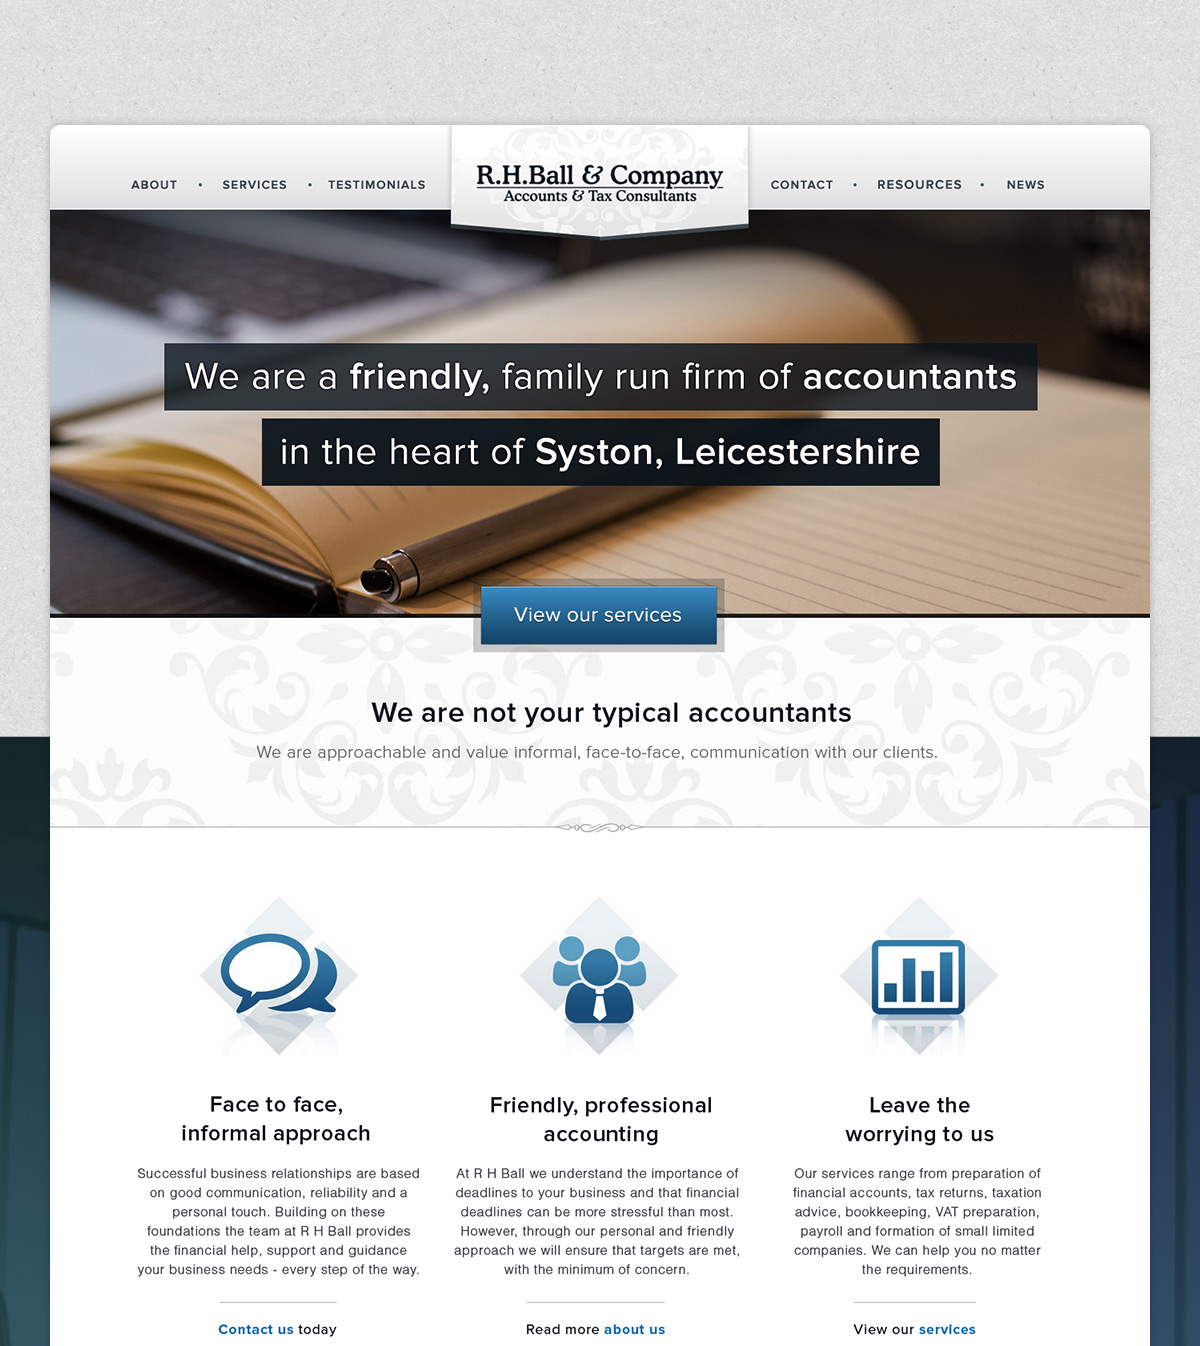 ABOUT • SERVICES • TESTIMONIALS
R.H.Ball & Company
Accounts & Tax Consultants
CONTACT • RESOURCES • NEWS
We are a friendly, family run firm of accountants
in the heart of Syston, Leicestershire
View our services
We are not your typical accountants
We are approachable and value informal, face-to-face, communication with our clients.
Face to face,
informal approach
Successful business relationships are based
on good communication, reliability and a
personal touch. Building on these
foundations the team at R H Ball provides
the financial help, support and guidance
your business needs - every step of the way.
Contact us today
Friendly, professional
accounting
At R H Ball we understand the importance of
deadlines to your business and that financial
deadlines can be more stressful than most.
However, through our personal and friendly
approach we will ensure that targets are met,
with the minimum of concern.
Read more about us
Leave the
worrying to us
Our services range from preparation of
financial accounts, tax returns, taxation
advice, bookkeeping, VAT preparation,
payroll and formation of small limited
companies. We can help you no matter
the requirements.
View our services